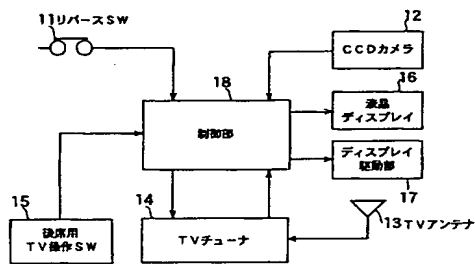 11リバースSW
12
CCDカメラ
16
液晶
ディスプレイ
18
制御部
ディスプレイ
駆動部
17
15
後席用
TV操作SW
14
TVチューナ
13TVアンテナ